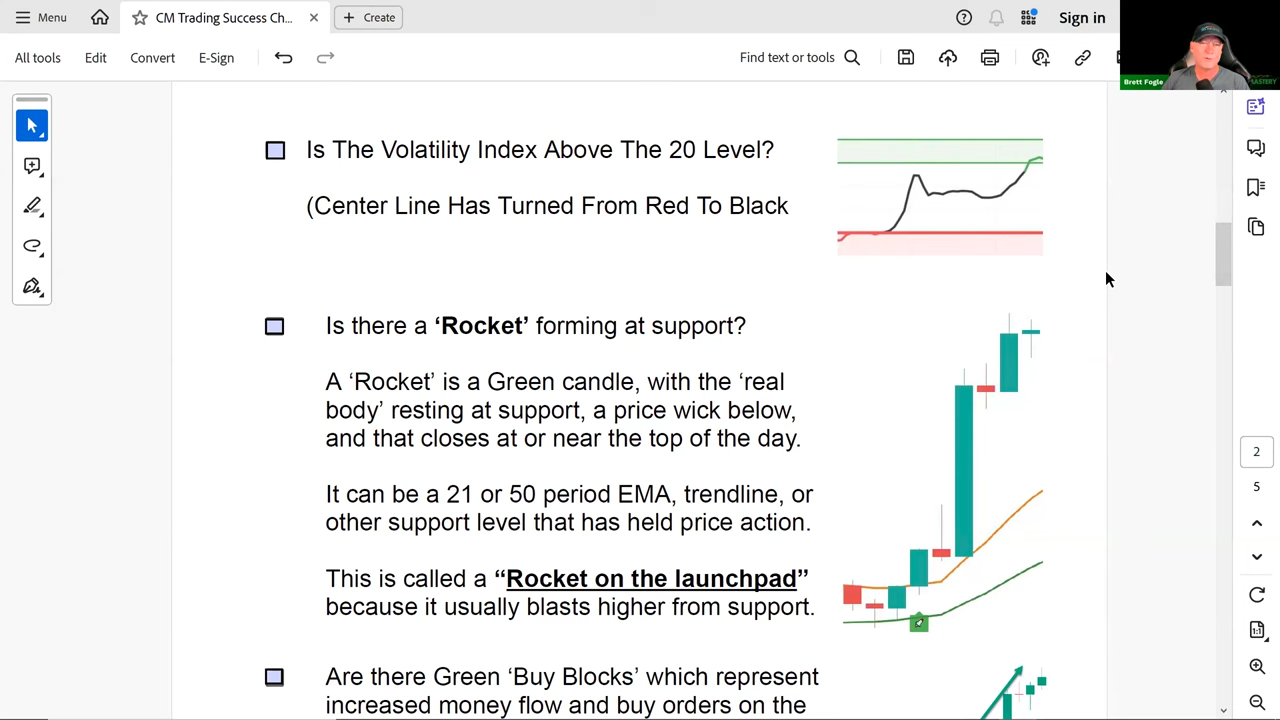 Menu
CM Trading Success Ch...
Create
Sign in
All tools
Edit
Convert
E-Sign
Find text or tools
Brett Fogle
MASTERY
Is The Volatility Index Above The 20 Level?
(Center Line Has Turned From Red To Black
Is there a ‘Rocket’ forming at support?
A ‘Rocket’ is a Green candle, with the ‘real
body’ resting at support, a price wick below,
and that closes at or near the top of the day.
It can be a 21 or 50 period EMA, trendline, or
other support level that has held price action.
This is called a “Rocket on the launchpad”
because it usually blasts higher from support.
Are there Green ‘Buy Blocks’ which represent
increased money flow and buy orders on the
2
5
1:1